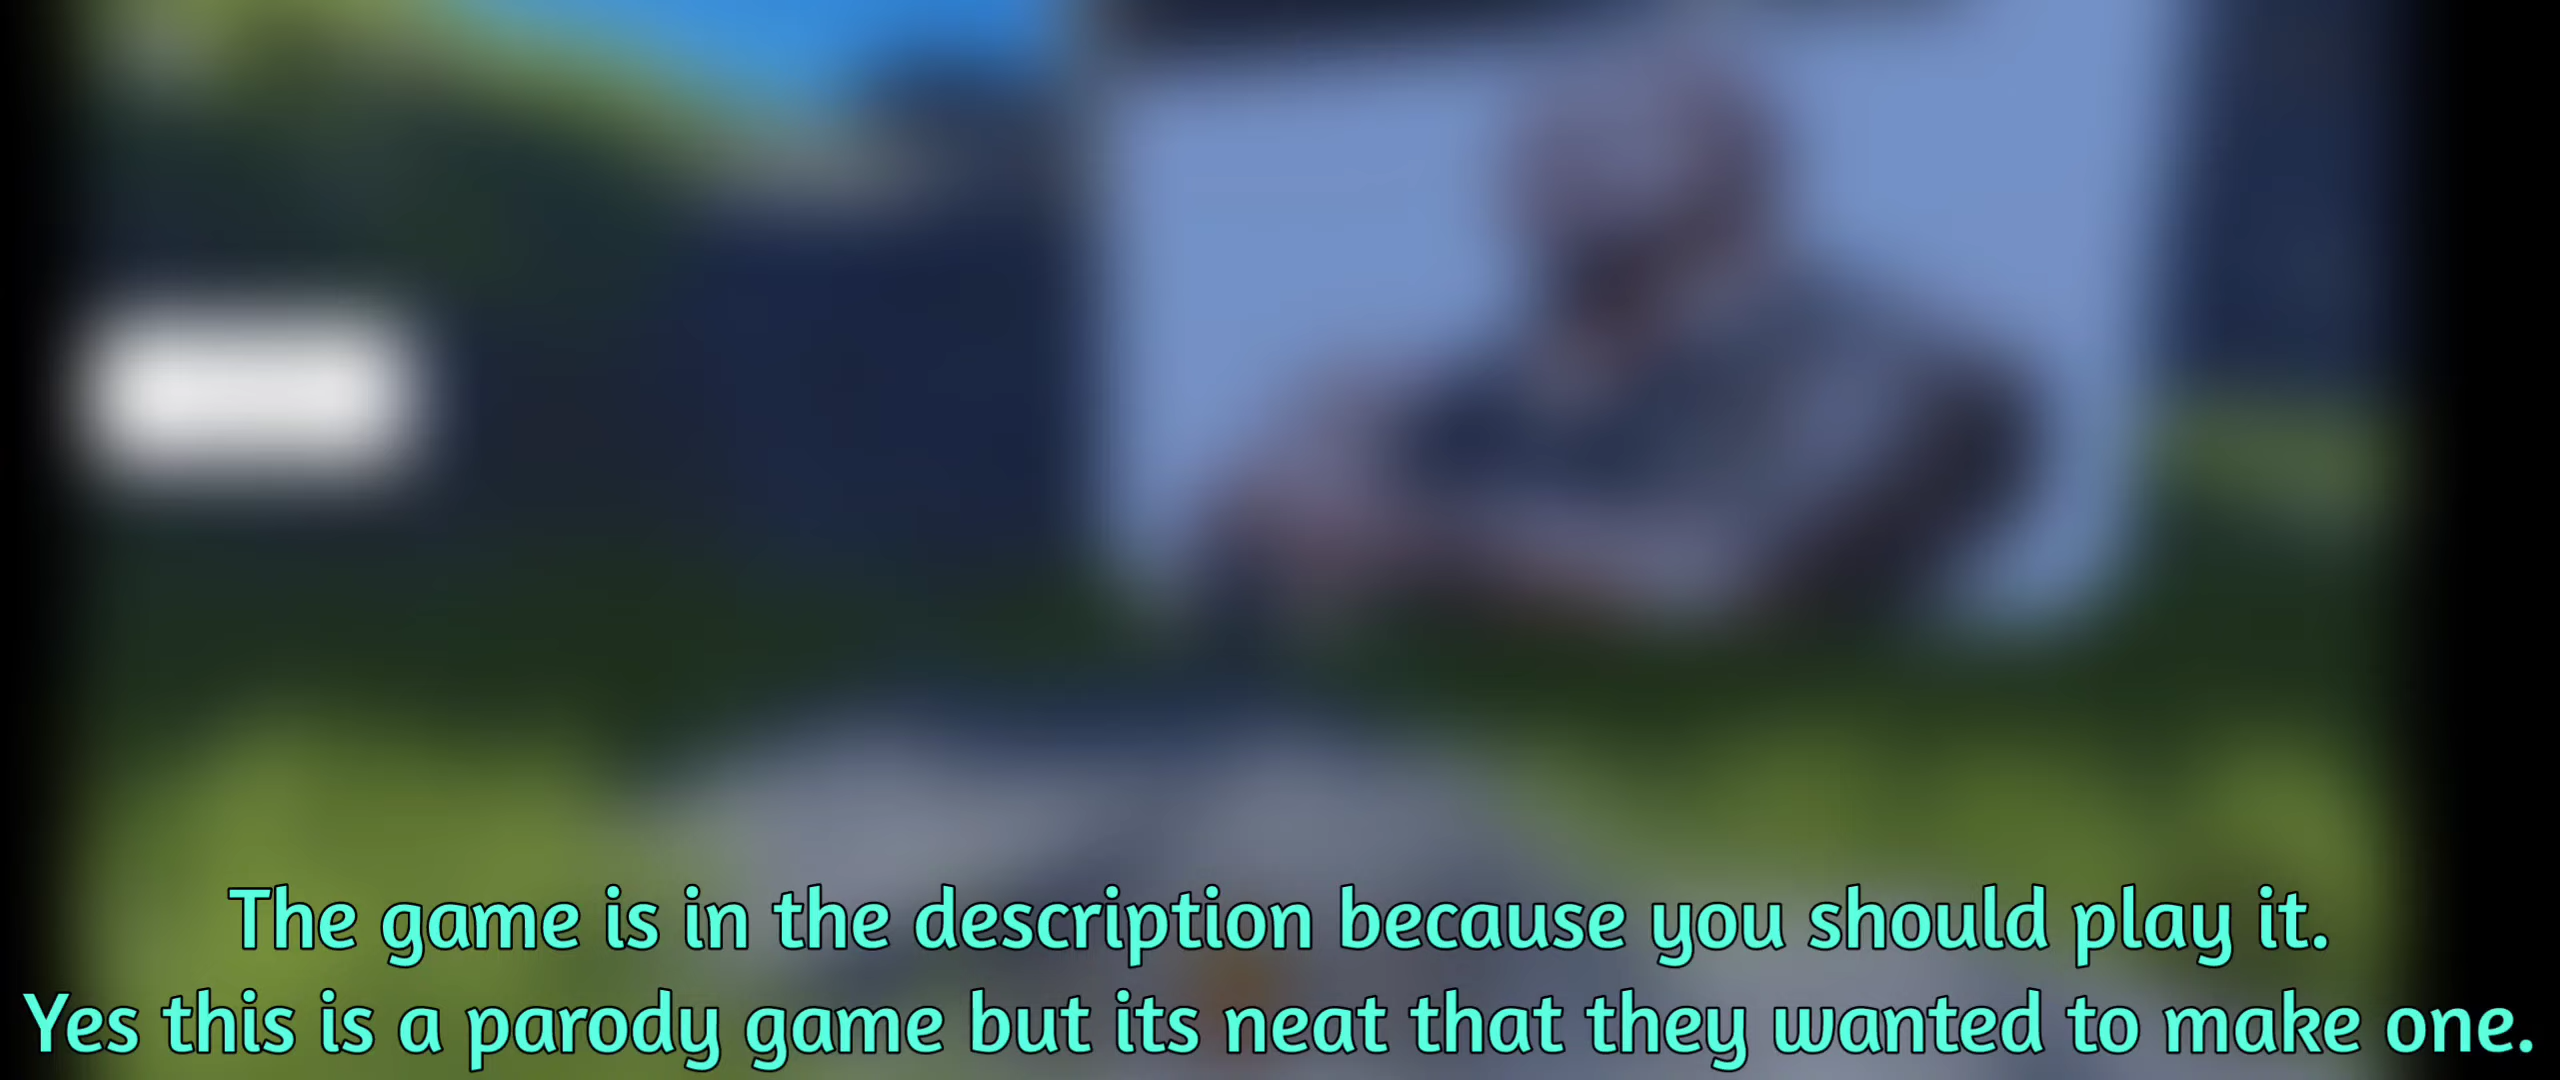 The game is in the description because you should play it.
Yes this is a parody game but its neat that they wanted to make one.